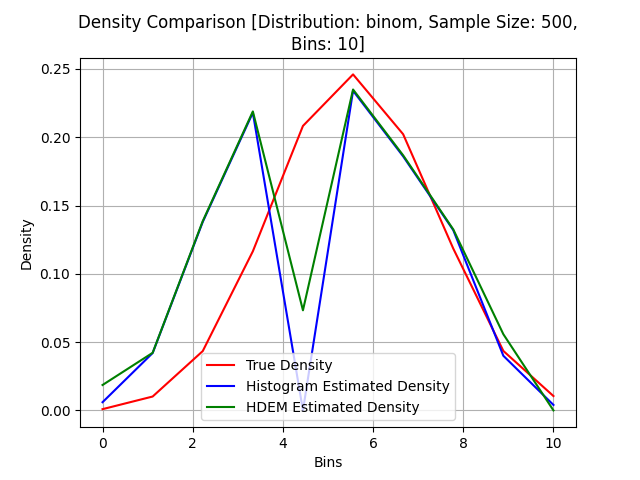 Density Comparison [Distribution: binom, Sample Size: 500,
Bins: 10]
Density
0.25
0.20
0.15
0.10
0.05
0.00
True Density
Histogram Estimated Density
HDEM Estimated Density
0 2 4 6 8 10
Bins